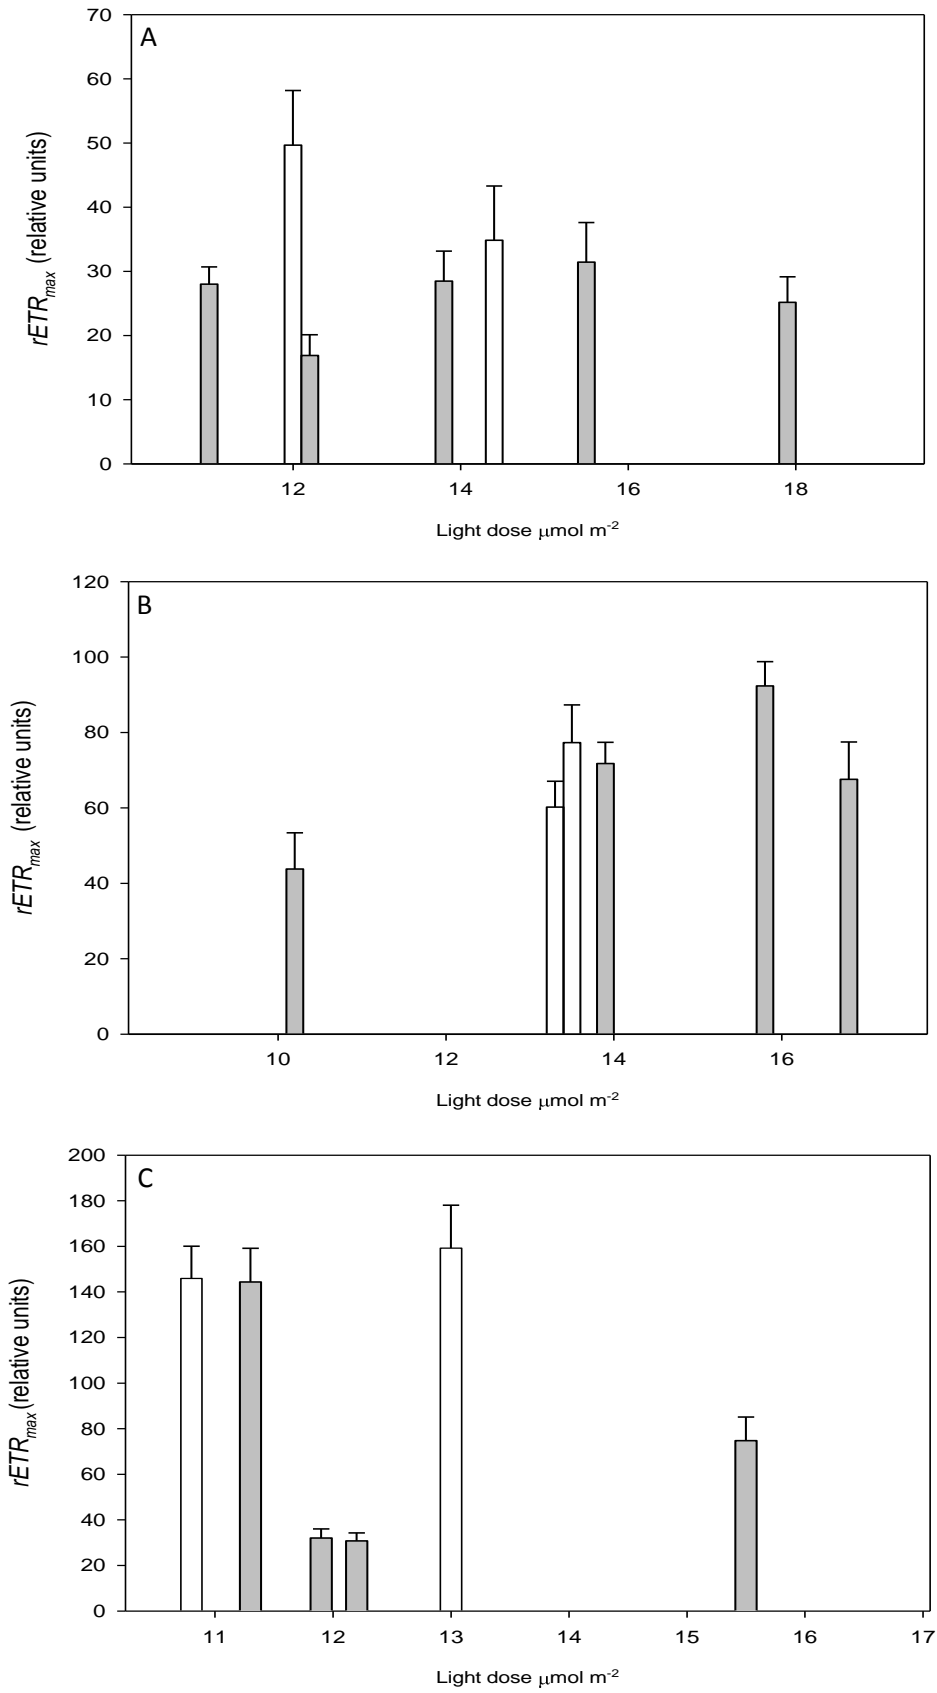 A
70
60
50
40
30
20
10
0
rETRmax (relative units)
12 14 16 18
Light dose μmol m-2
B
120
100
80
60
40
20
0
rETRmax (relative units)
10 12 14 16
Light dose μmol m-2
C
200
180
160
140
120
100
80
60
40
20
0
rETRmax (relative units)
11 12 13 14 15 16 17
Light dose μmol m-2